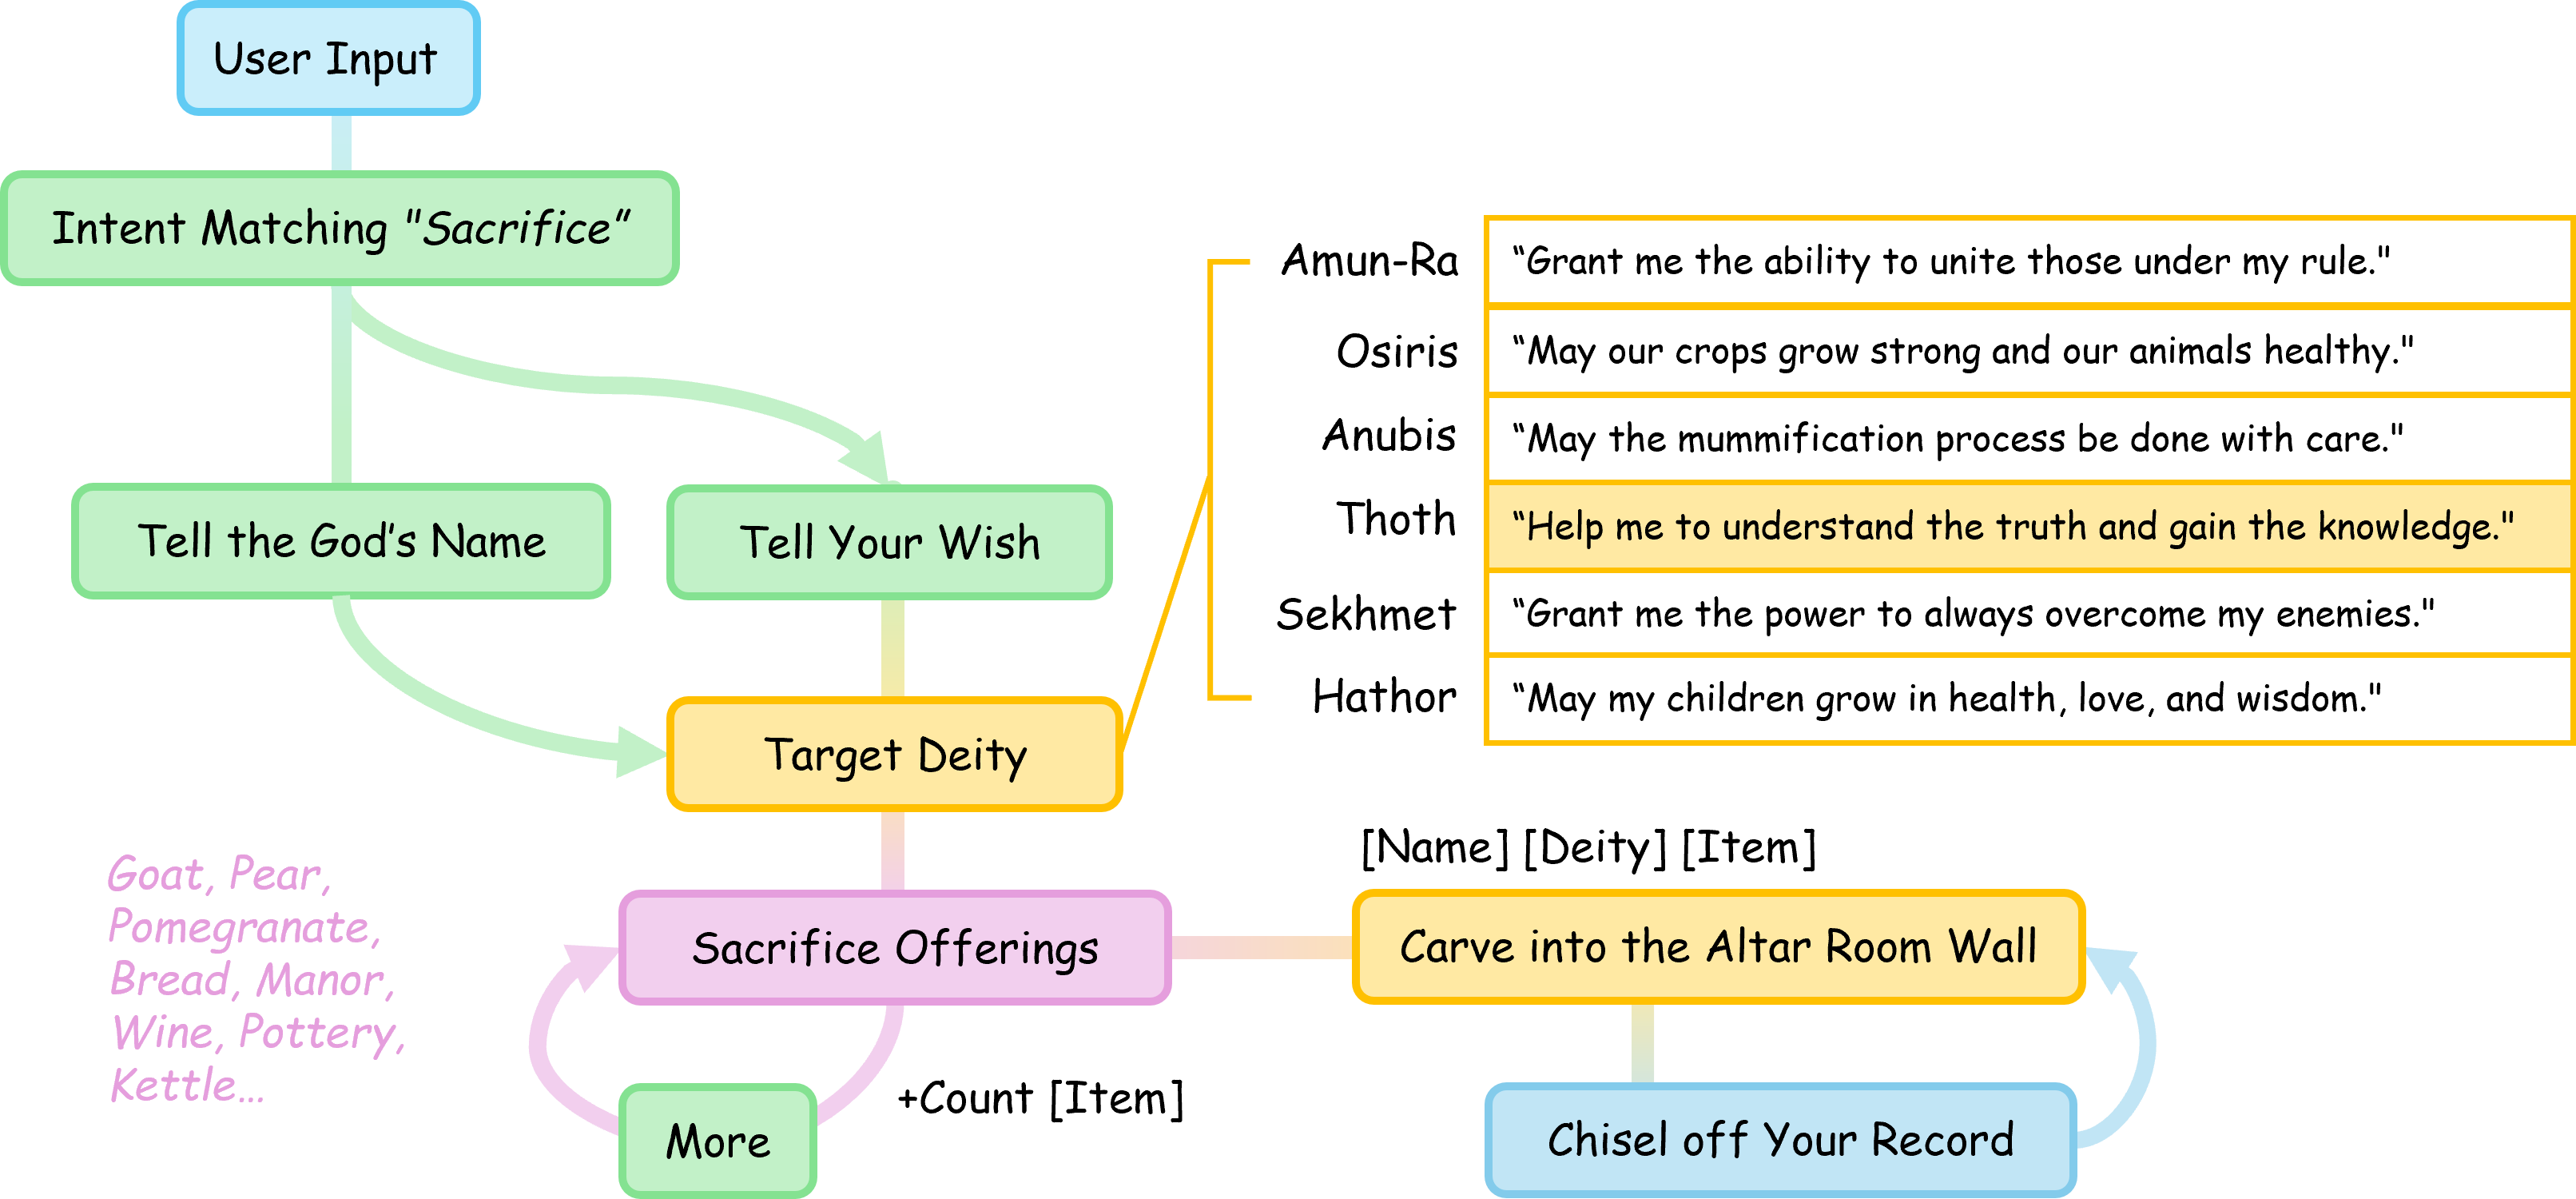 User Input
Intent Matching "Sacrifice”
Tell the God’s Name
Tell Your Wish
Target Deity
Amun-Ra
“Grant me the ability to unite those under my rule."
Osiris
“May our crops grow strong and our animals healthy."
Anubis
“May the mummification process be done with care."
Thoth
“Help me to understand the truth and gain the knowledge."
Sekhmet
“Grant me the power to always overcome my enemies."
Hathor
“May my children grow in health, love, and wisdom."
Goat, Pear,
Pomegranate,
Bread, Manor,
Wine, Pottery,
Kettle...
Sacrifice Offerings
More
+Count [Item]
[Name] [Deity] [Item]
Carve into the Altar Room Wall
Chisel off Your Record